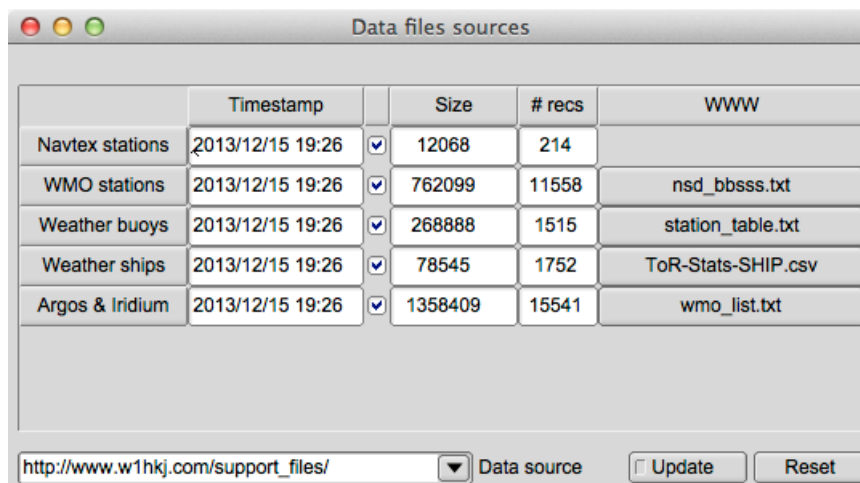 Data files sources
Timestamp Size # recs WWW
Navtex stations 2013/12/15 19:26 12068 214
WMO stations 2013/12/15 19:26 762099 11558 nsd_bbsss.txt
Weather buoys 2013/12/15 19:26 268888 1515 station_table.txt
Weather ships 2013/12/15 19:26 78545 1752 ToR-Stats-SHIP.csv
Argos & Iridium 2013/12/15 19:26 1358409 15541 wmo_list.txt
http://www.w1hkj.com/support_files/ Data source Update Reset